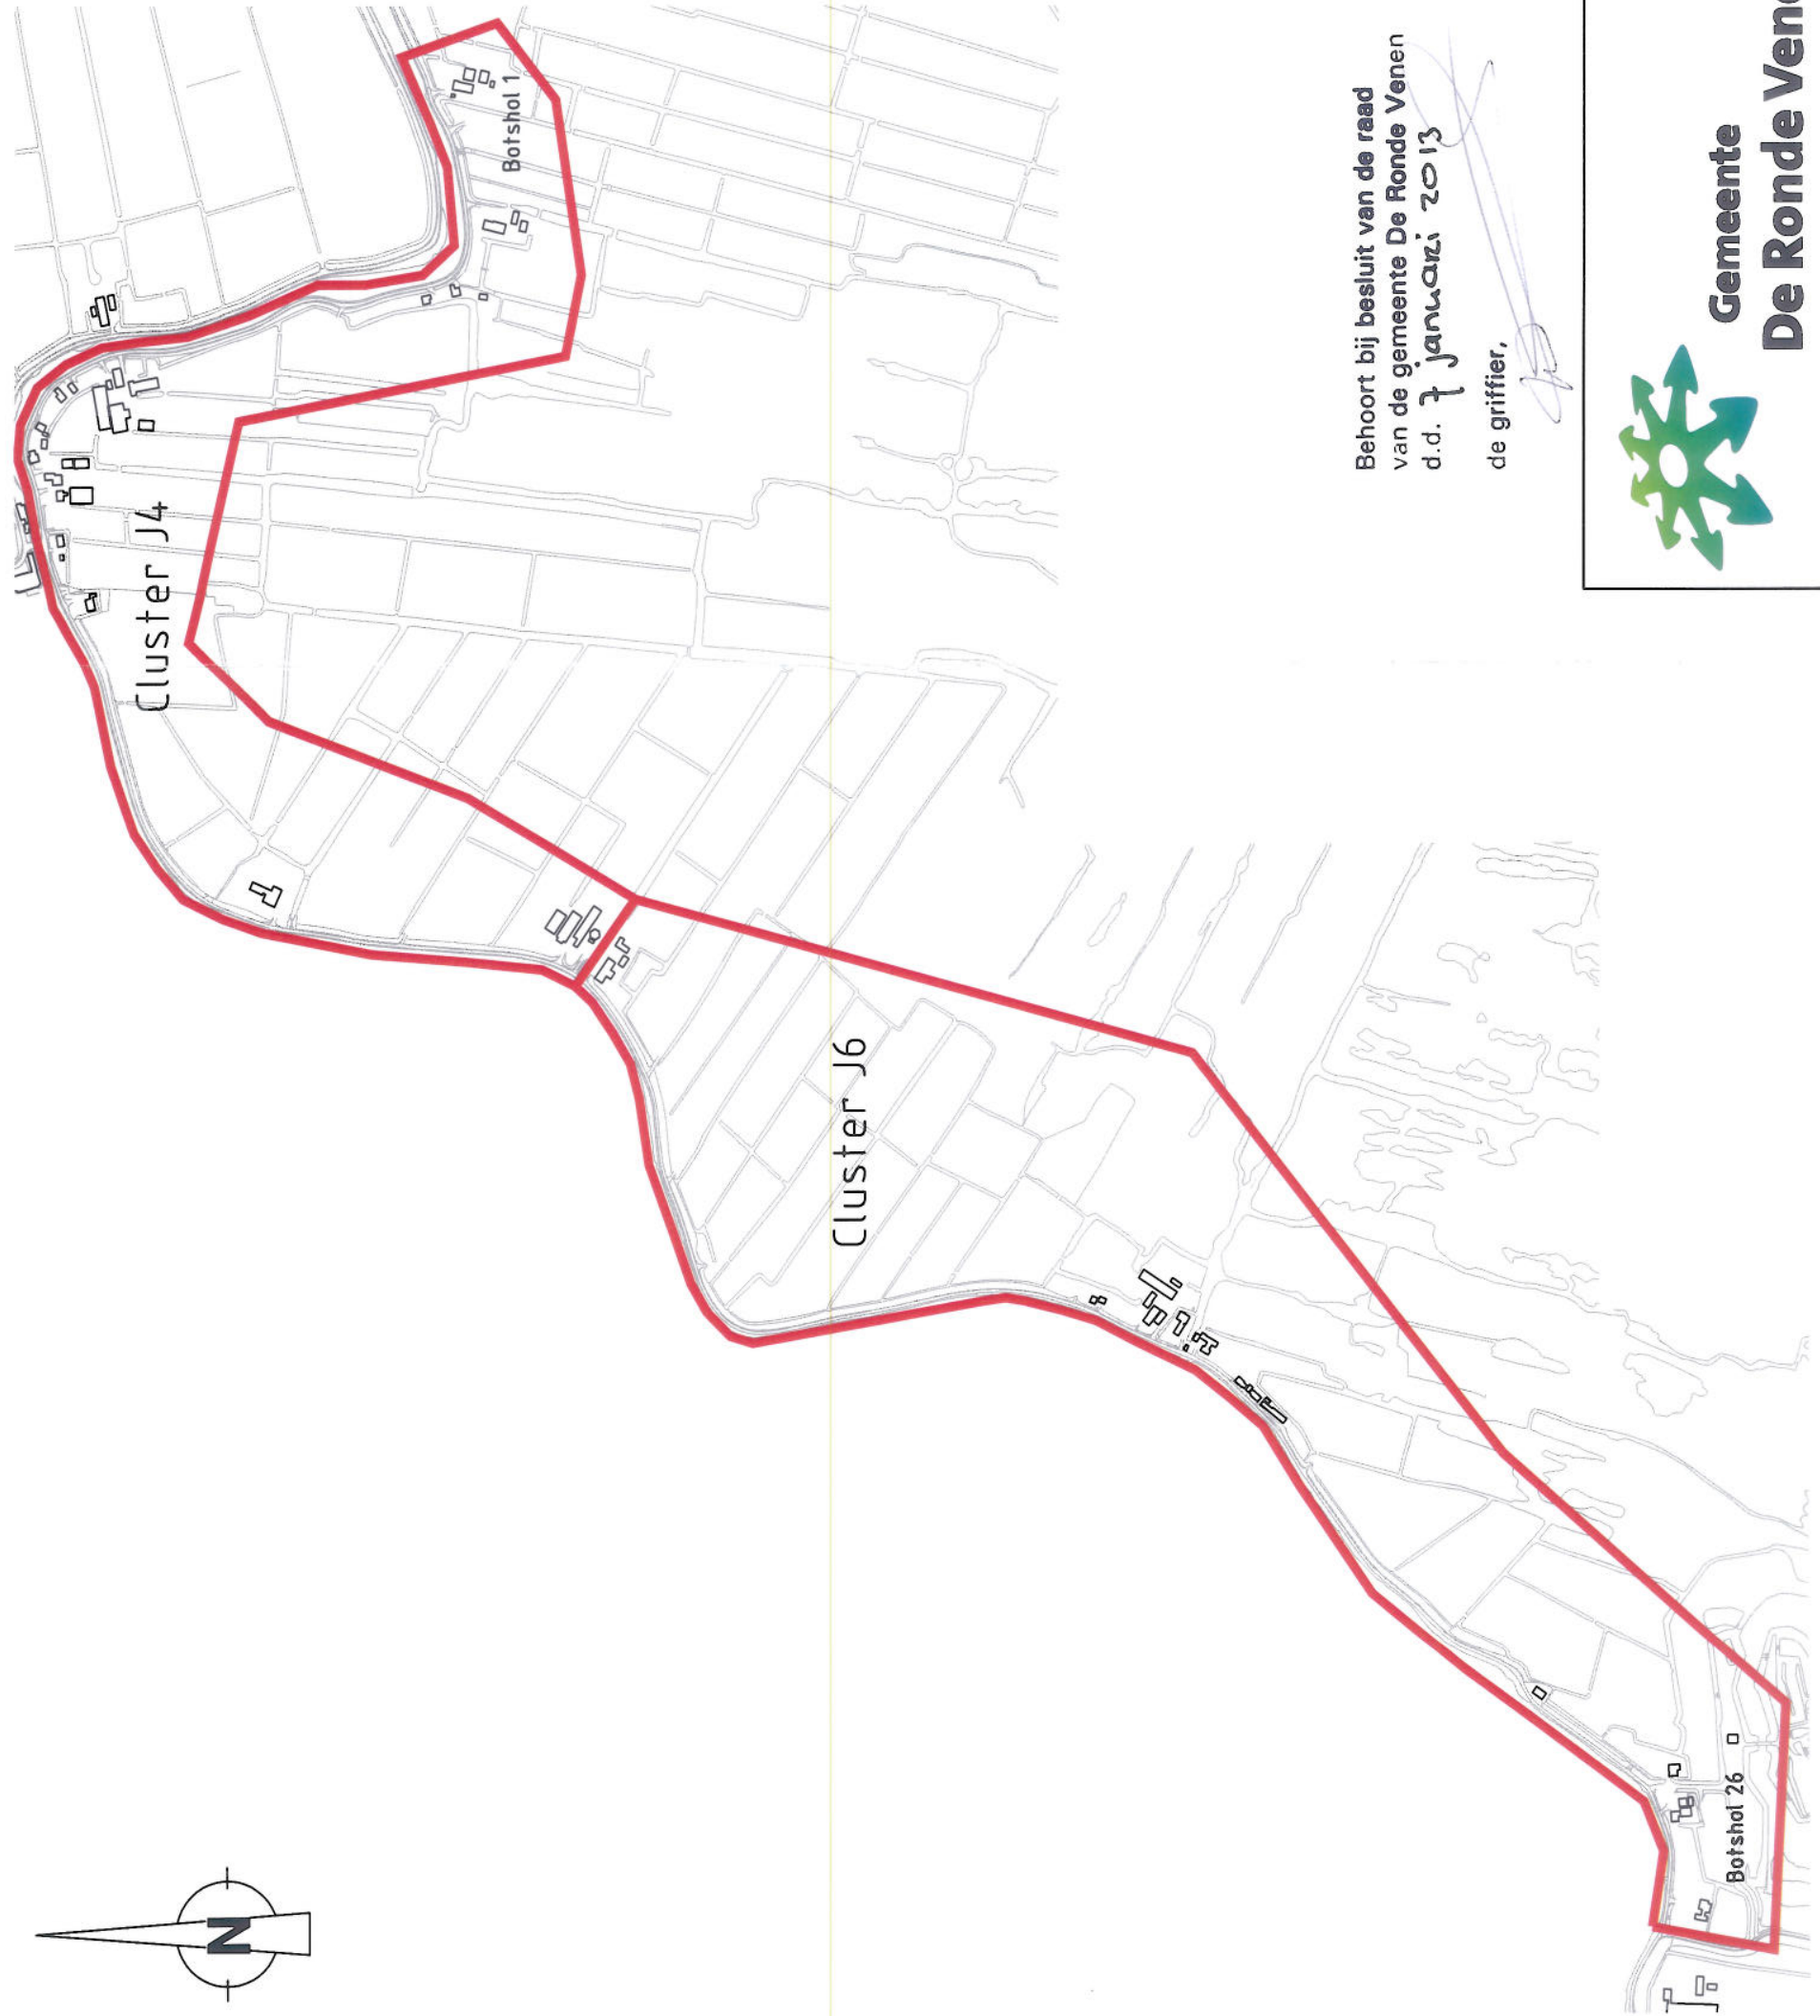 Botshol 1
Cluster J4
Cluster J6
Botshol 26
N
Behoort bij besluit van de raad
van de gemeente De Ronde Venen
d.d. 7 januari 2013
de griffier,
Gemeente
De Ronde